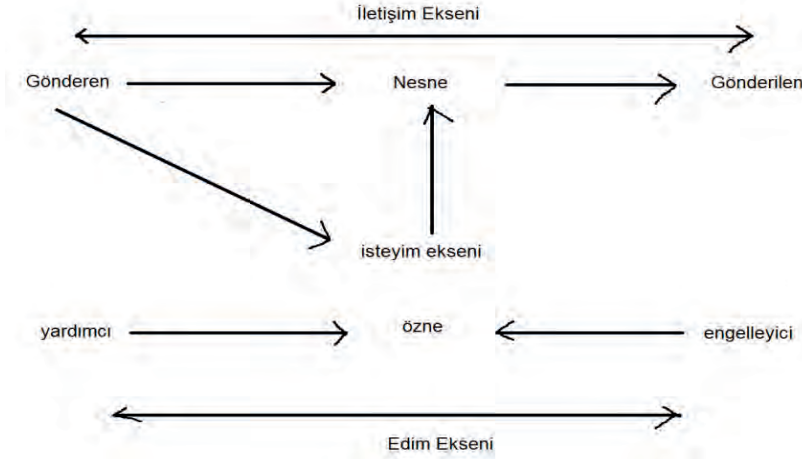 İletişim Ekseni
Gönderen Nesne Gönderilen
isteyim ekseni
yardımcı özne engelleyici
Edim Ekseni